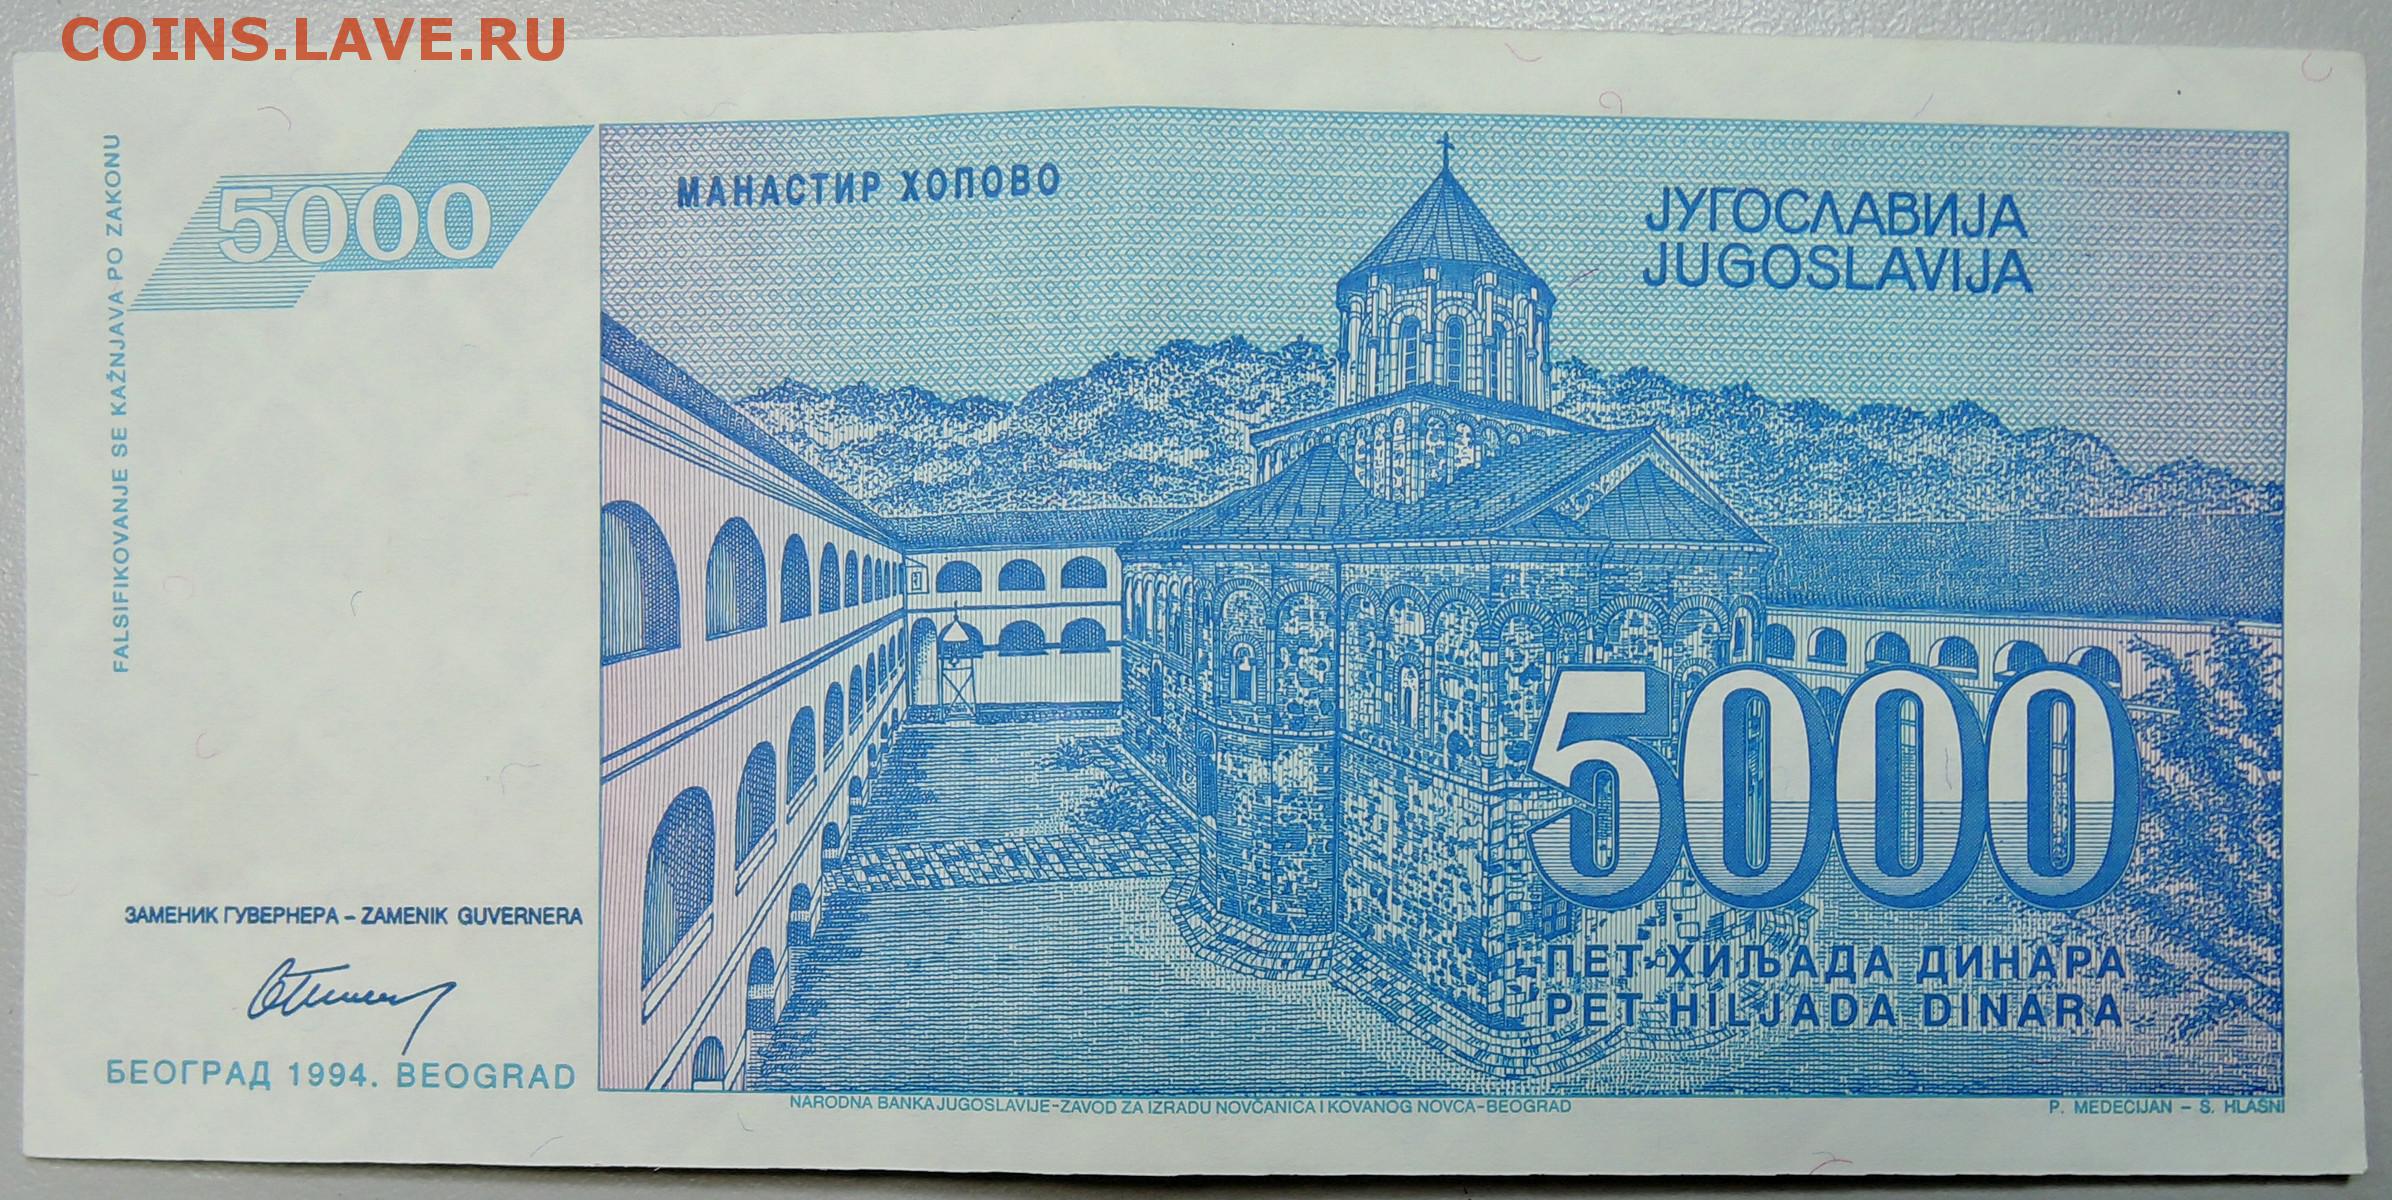 COINS.LAVE.RU
FALSIFIKOVANJE SE KAŽNJAVA PO ZAKONU
5000
МАНАСТИР ХОПОВО
ЈУГОСЛАВИЈА
JUGOSLAVIJA
5000
ПЕТ ХИЉАДА ДИНАРА
PET HILJADA DINARA
ЗАМЕНИК ГУВЕРНЕРА – ZAMENIK GUVERNERA
БЕОГРАД 1994. BEOGRAD
NARODNA BANKA JUGOSLAVIJE-ZAVOD ZA IZRADU NOVČANICA I KOVANOG NOVCA-BEOGRAD
P. MEDECIJAN – S. HLASNI